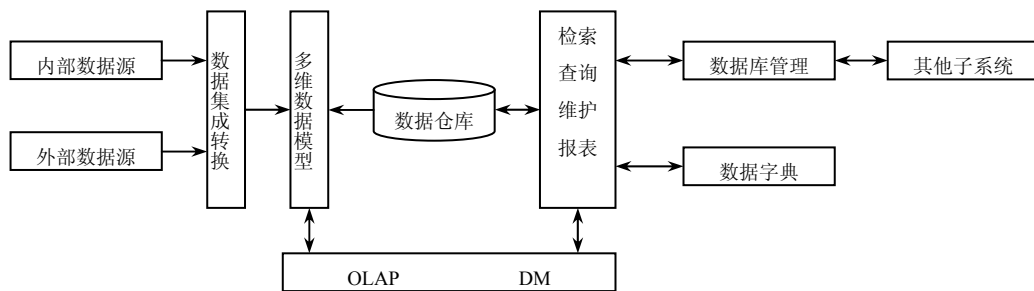 内部数据源
外部数据源
数据集成转换
多维数据模型
数据仓库
检索
查询
维护
报表
数据库管理
其他子系统
数据字典
OLAP DM